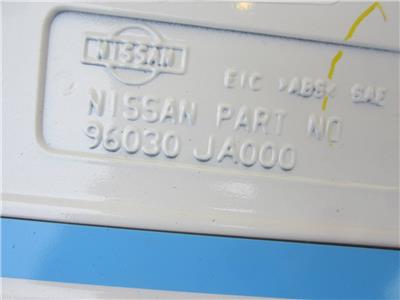 NISSAN
EIC >ABS< SAE
NISSAN PART NO
96030 JA000